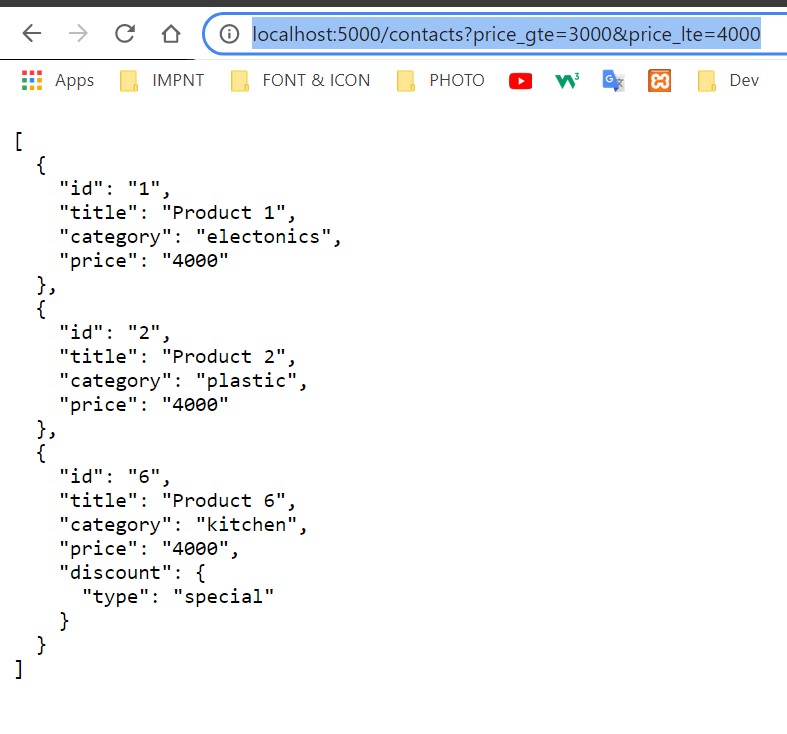 localhost:5000/contacts?price_gte=3000&price_lte=4000
Apps IMPNT FONT & ICON PHOTO Dev
[
  {
    "id": "1",
    "title": "Product 1",
    "category": "electonics",
    "price": "4000"
  },
  {
    "id": "2",
    "title": "Product 2",
    "category": "plastic",
    "price": "4000"
  },
  {
    "id": "6",
    "title": "Product 6",
    "category": "kitchen",
    "price": "4000",
    "discount": {
      "type": "special"
    }
  }
]